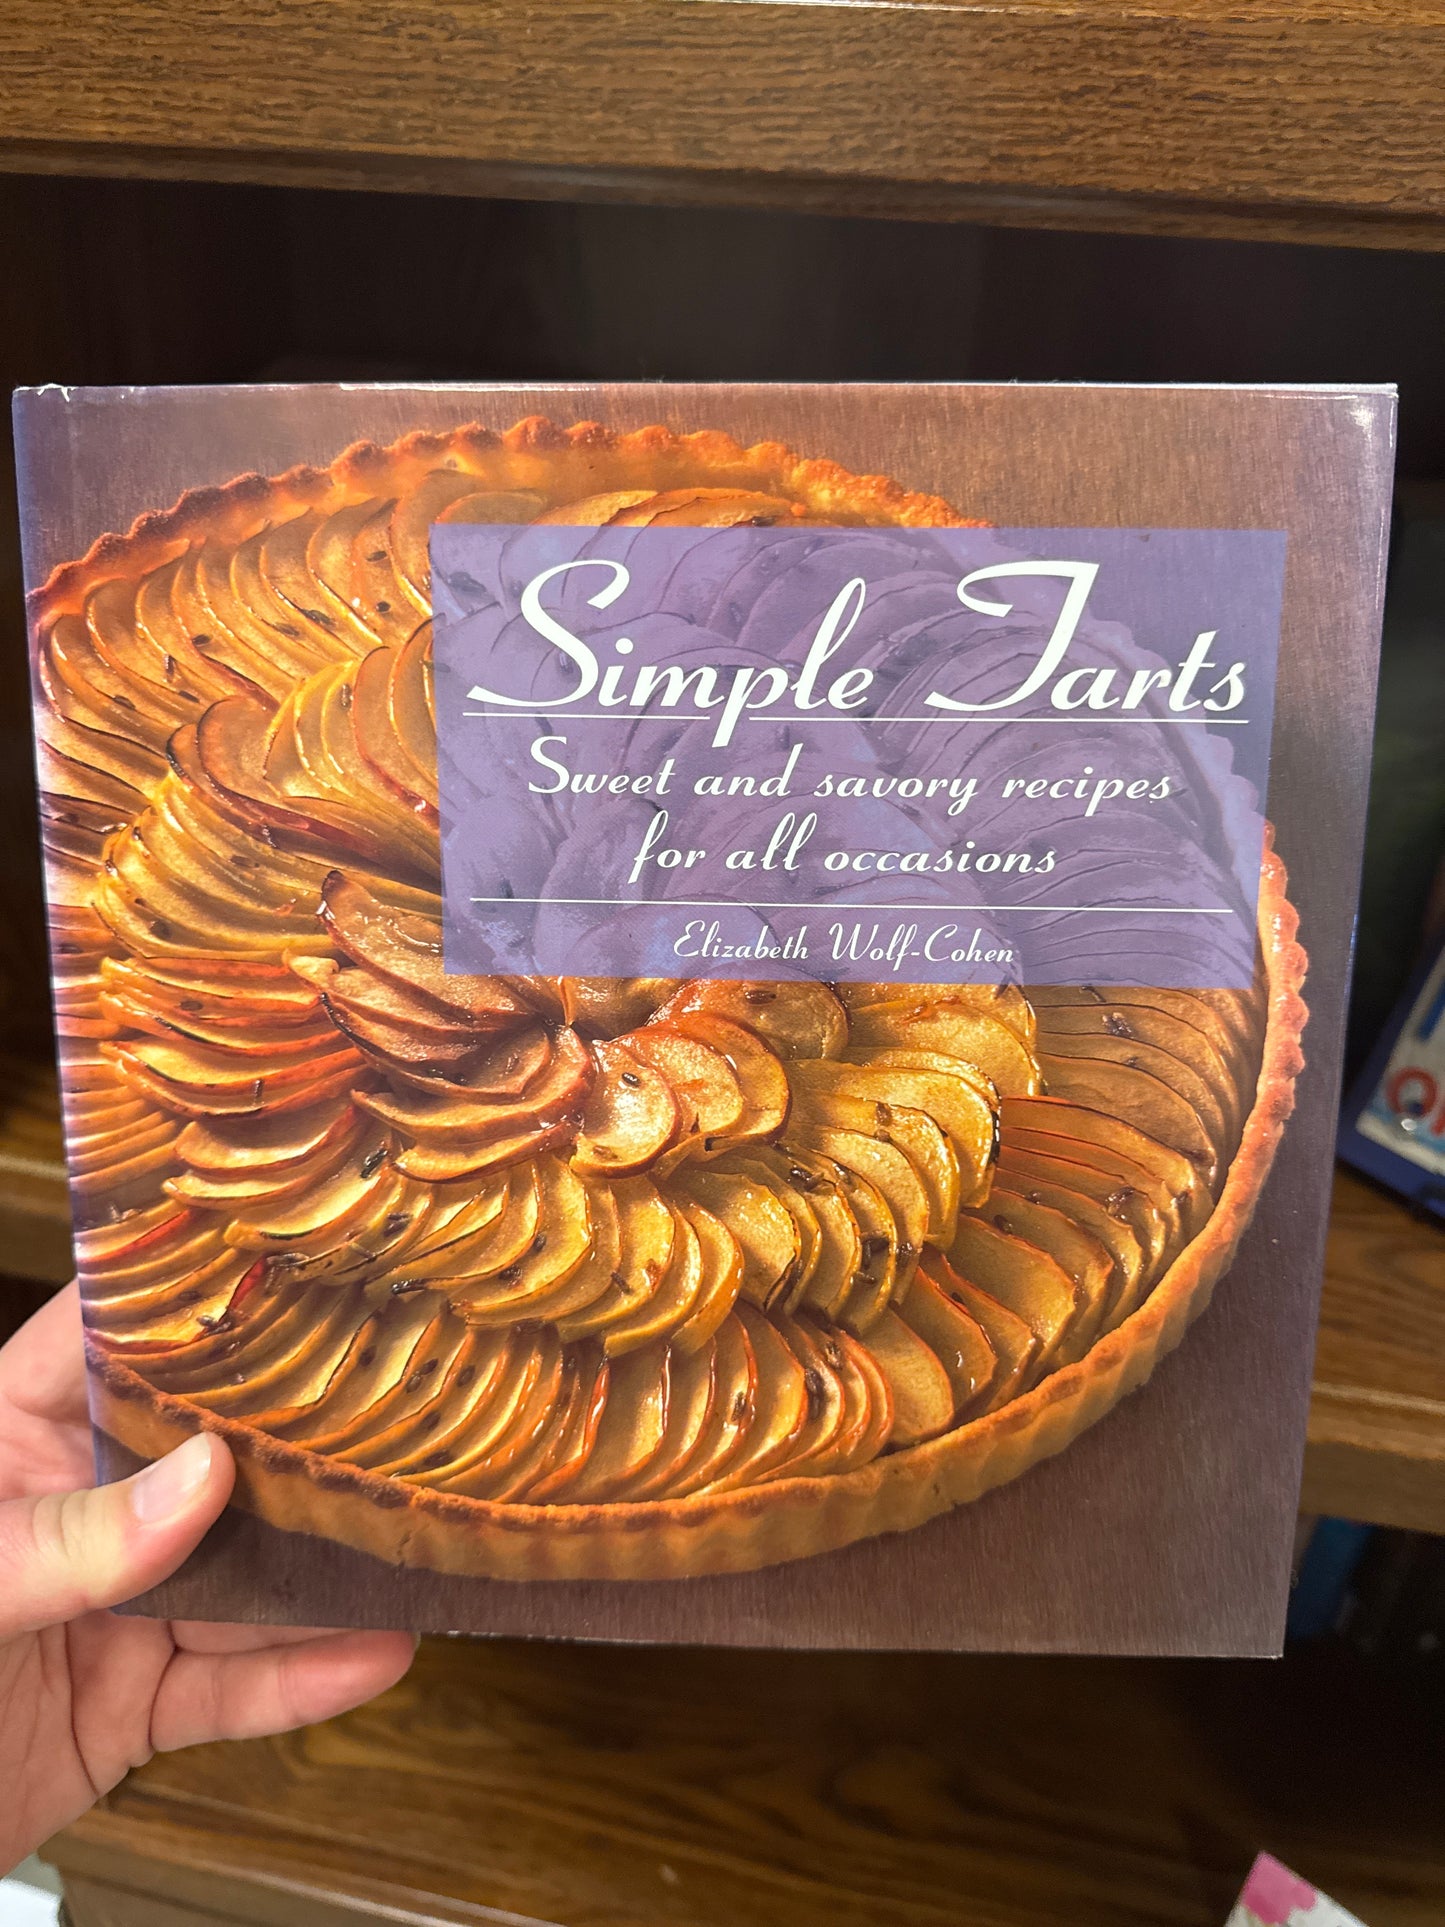 Simple Tarts
Sweet and savory recipes
for all occasions
Elizabeth Wolf-Cohen